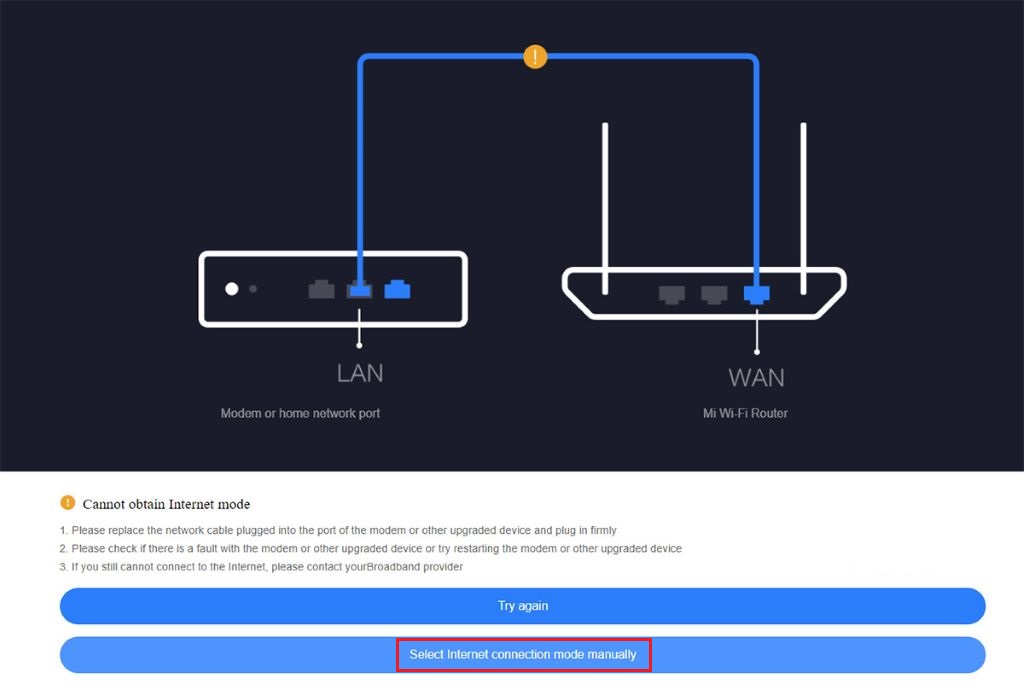 !
LAN
WAN
Modem or home network port
Mi Wi-Fi Router
! Cannot obtain Internet mode
1. Please replace the network cable plugged into the port of the modem or other upgraded device and plug in firmly
2. Please check if there is a fault with the modem or other upgraded device or try restarting the modem or other upgraded device
3. If you still cannot connect to the Internet, please contact yourBroadband provider
Try again
Select Internet connection mode manually